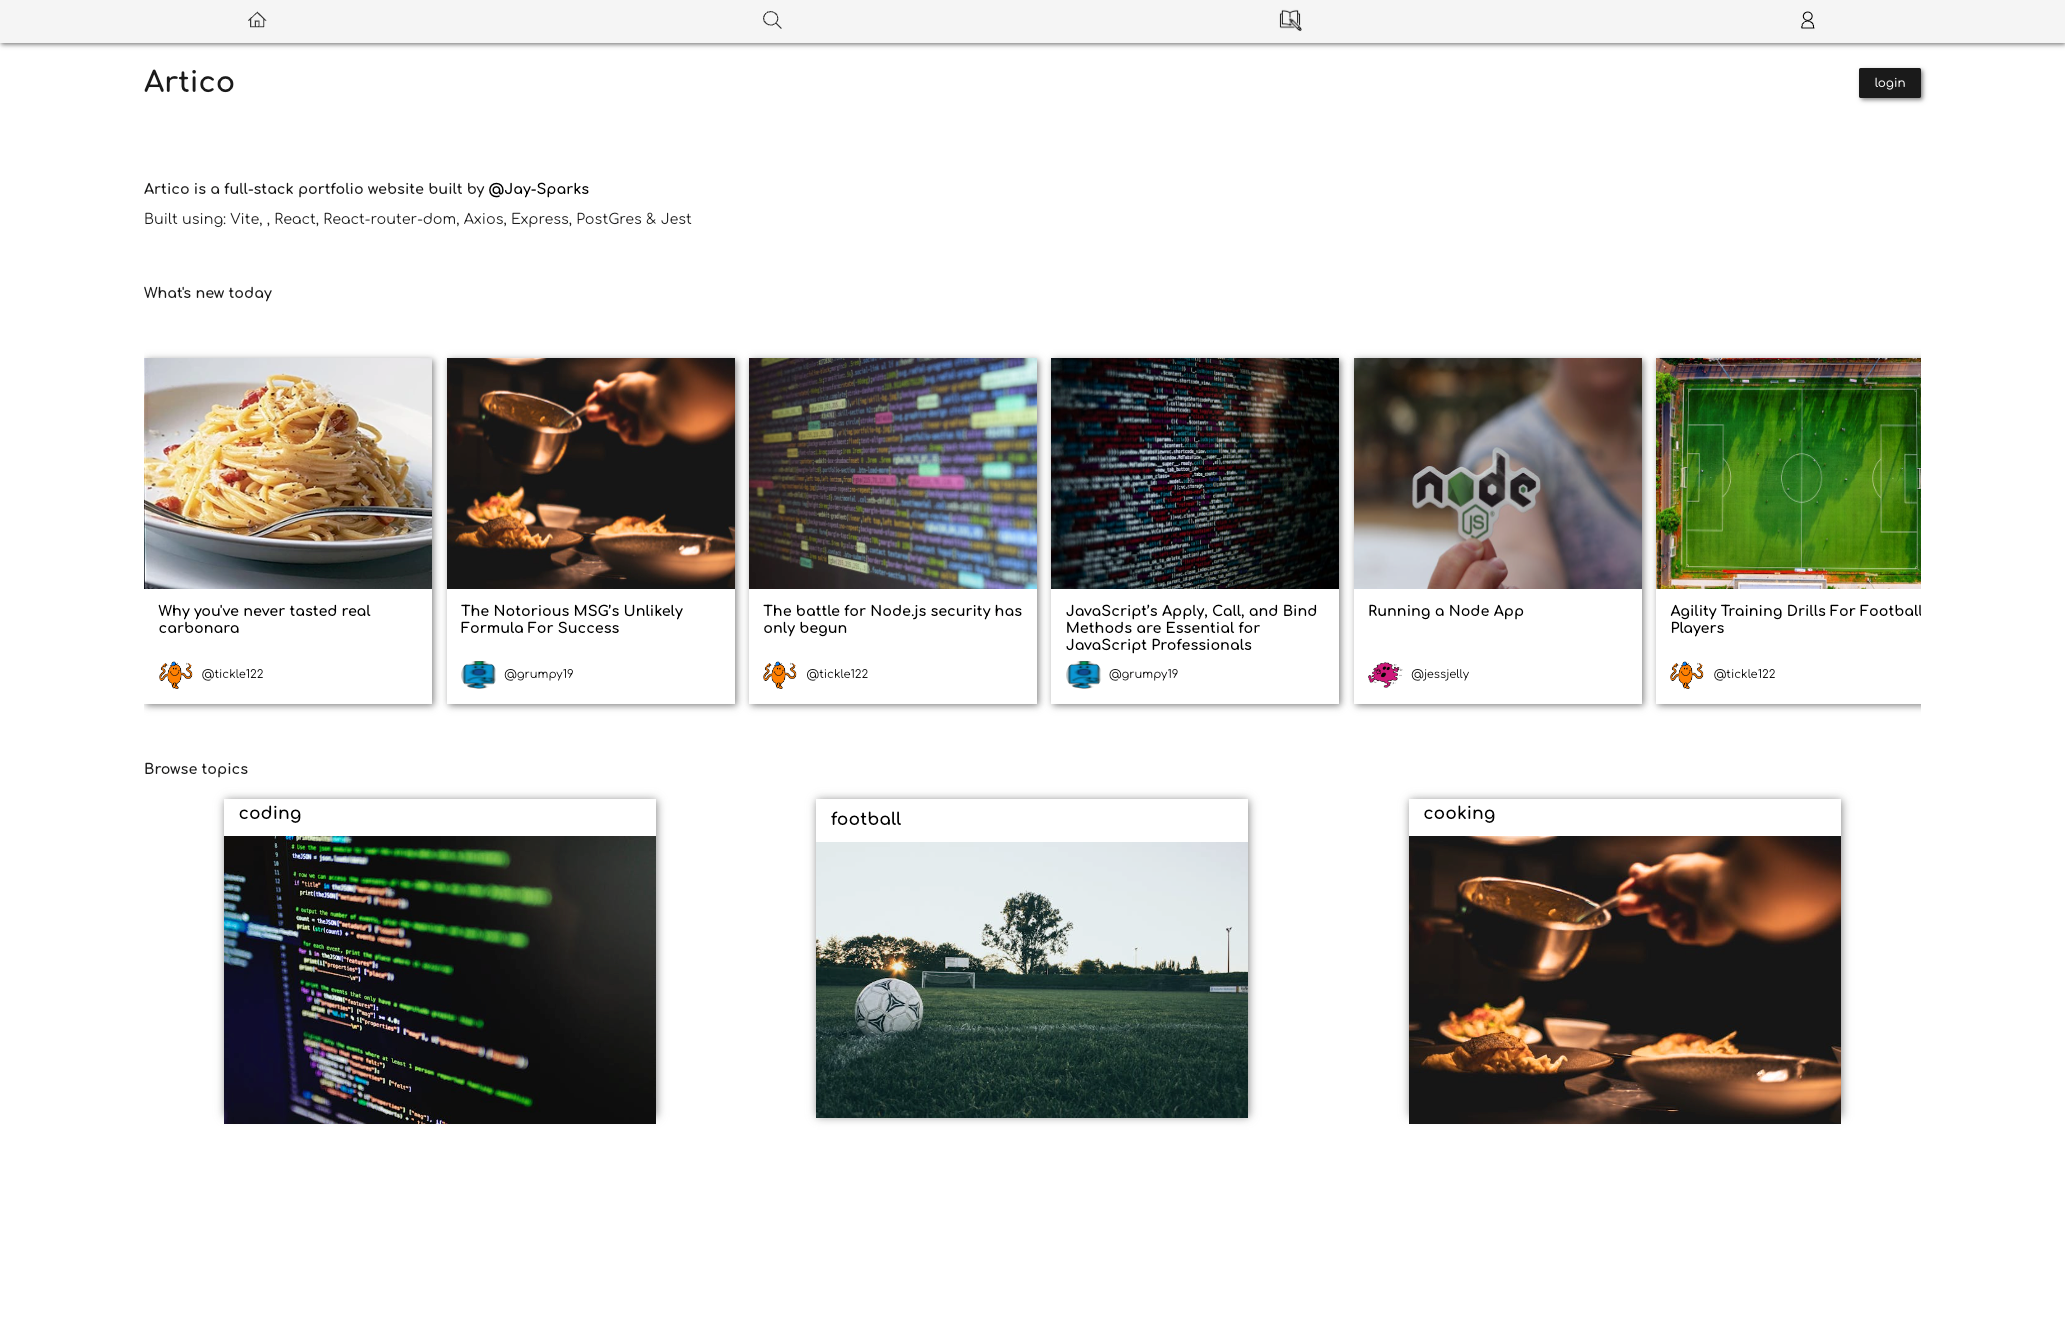 Artico
login
Artico is a full-stack portfolio website built by @Jay-Sparks
Built using: Vite, , React, React-router-dom, Axios, Express, PostGres & Jest
What's new today
node
JS
Why you've never tasted real
carbonara
@tickle122
The Notorious MSG’s Unlikely
Formula For Success
@grumpy19
The battle for Node.js security has
only begun
@tickle122
JavaScript’s Apply, Call, and Bind
Methods are Essential for
JavaScript Professionals
@grumpy19
Running a Node App
@jessjelly
Agility Training Drills For Football
Players
@tickle122
Browse topics
coding
football
cooking